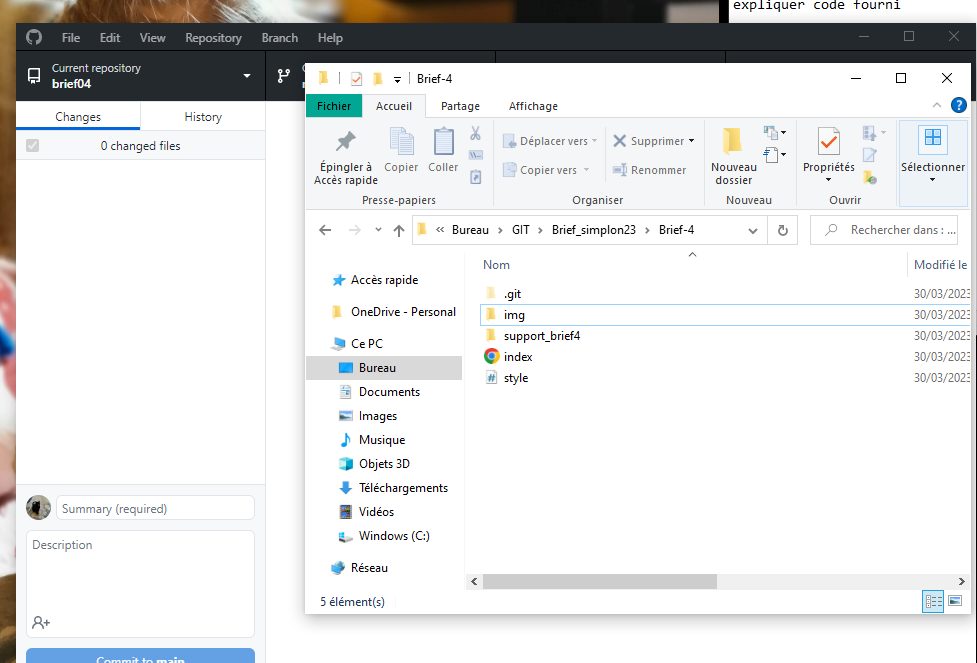 expliquer code fourni
File Edit View Repository Branch Help
Current repository
brief04
Changes History
0 changed files
Summary (required)
Description
Commit to main
Brief-4
Fichier Accueil Partage Affichage
Épingler à Accès rapide
Copier
Coller
Presse-papiers
Déplacer vers
Copier vers
Supprimer
Renommer
Organiser
Nouveau dossier
Nouveau
Propriétés
Ouvrir
Sélectionner
« Bureau > GIT > Brief_simplon23 > Brief-4
Rechercher dans : ...
Accès rapide
OneDrive - Personal
Ce PC
Bureau
Documents
Images
Musique
Objets 3D
Téléchargements
Vidéos
Windows (C:)
Réseau
Nom Modifié le
.git 30/03/2023
img 30/03/2023
support_brief4 30/03/2023
index 30/03/2023
style 30/03/2023
5 élément(s)